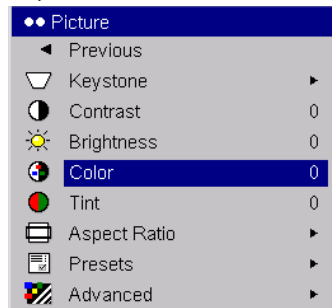 Picture
Previous
Keystone
Contrast 0
Brightness 0
Color 0
Tint 0
Aspect Ratio
Presets
Advanced